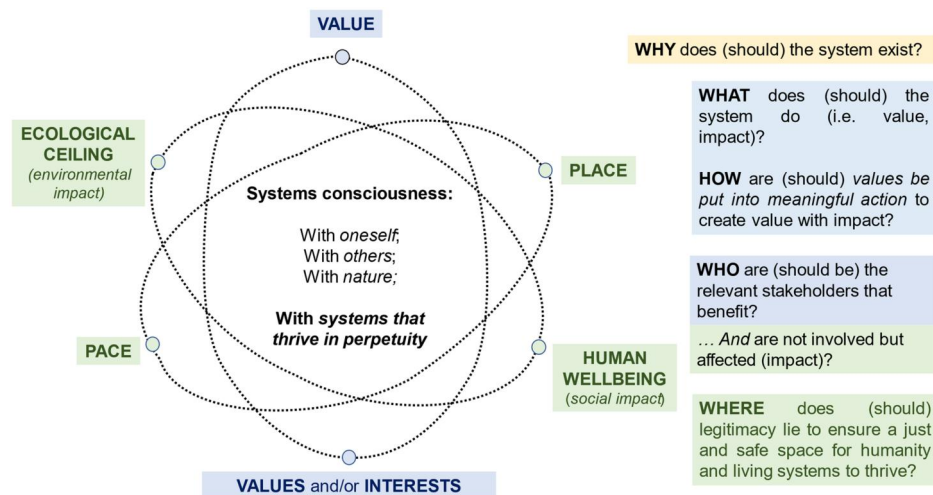 VALUE
ECOLOGICAL
CEILING
(environmental
impact)
PLACE
Systems consciousness:
With oneself;
With others;
With nature;
With systems that
thrive in perpetuity
PACE
HUMAN
WELLBEING
(social impact)
VALUES and/or INTERESTS
WHY does (should) the system exist?
WHAT does (should) the
system do (i.e. value,
impact)?
HOW are (should) values be
put into meaningful action to
create value with impact?
WHO are (should be) the
relevant stakeholders that
benefit?
… And are not involved but
affected (impact)?
WHERE does (should)
legitimacy lie to ensure a just
and safe space for humanity
and living systems to thrive?